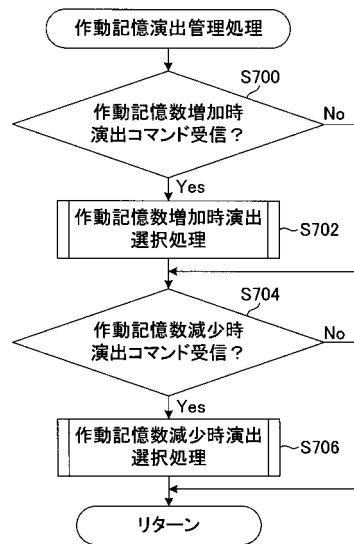 作動記憶演出管理処理
S700
作動記憶数増加時
演出コマンド受信?
No
Yes
作動記憶数増加時演出
選択処理
S702
S704
作動記憶数減少時
演出コマンド受信?
No
Yes
作動記憶数減少時演出
選択処理
S706
リターン